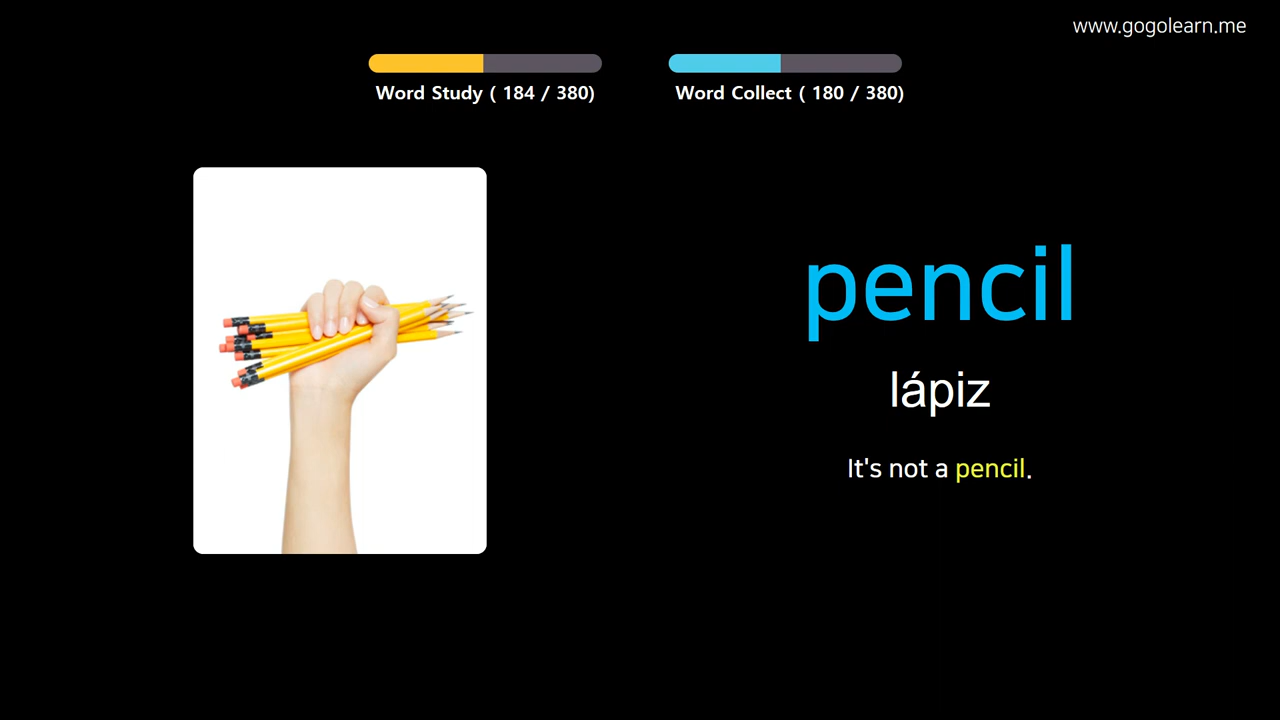 www.gogolearn.me
Word Study ( 184 / 380)
Word Collect ( 180 / 380)
pencil
lápiz
It's not a pencil.